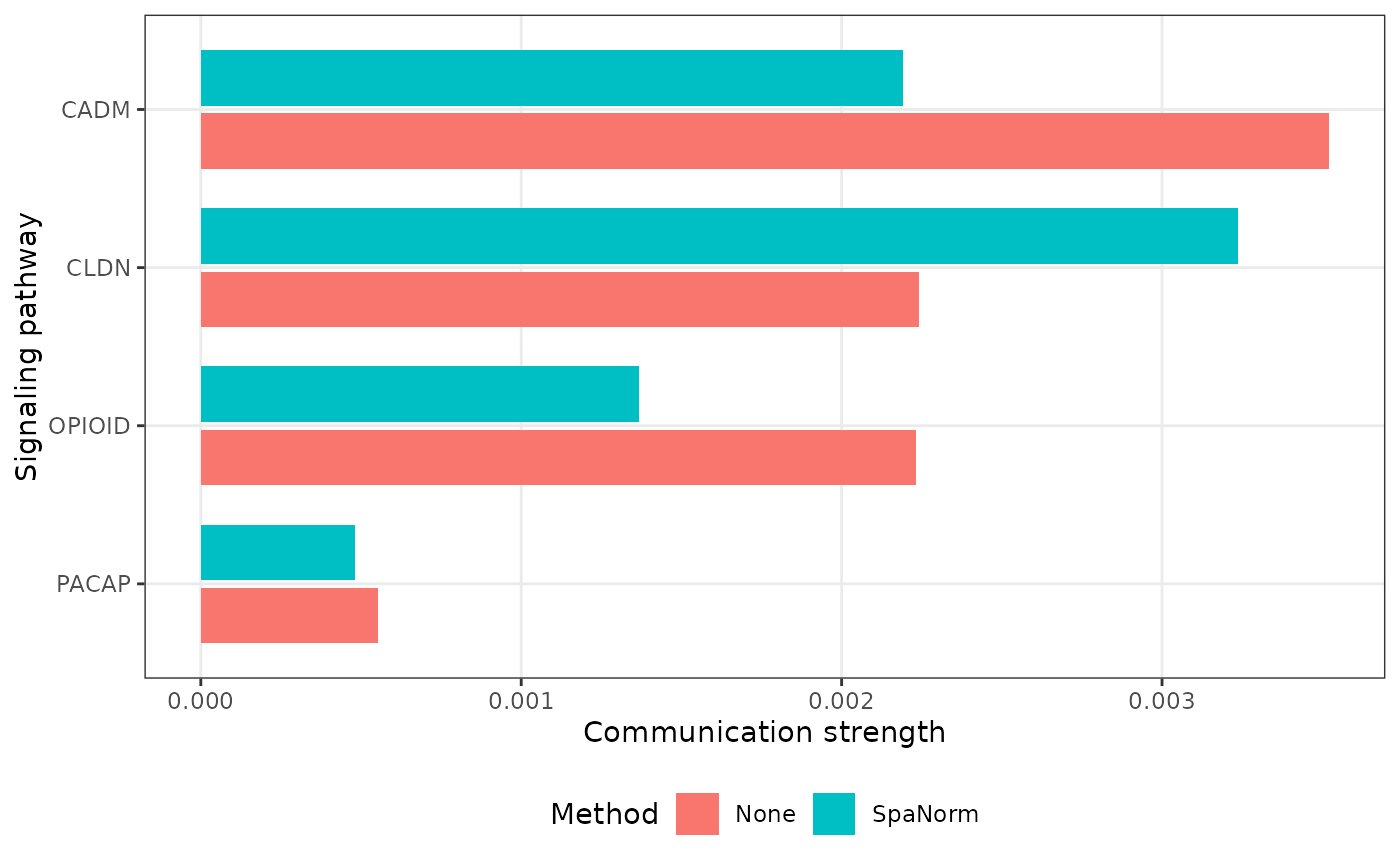 Signaling pathway
CADM
CLDN
OPIOID
PACAP
0.000 0.001 0.002 0.003
Communication strength
Method None SpaNorm